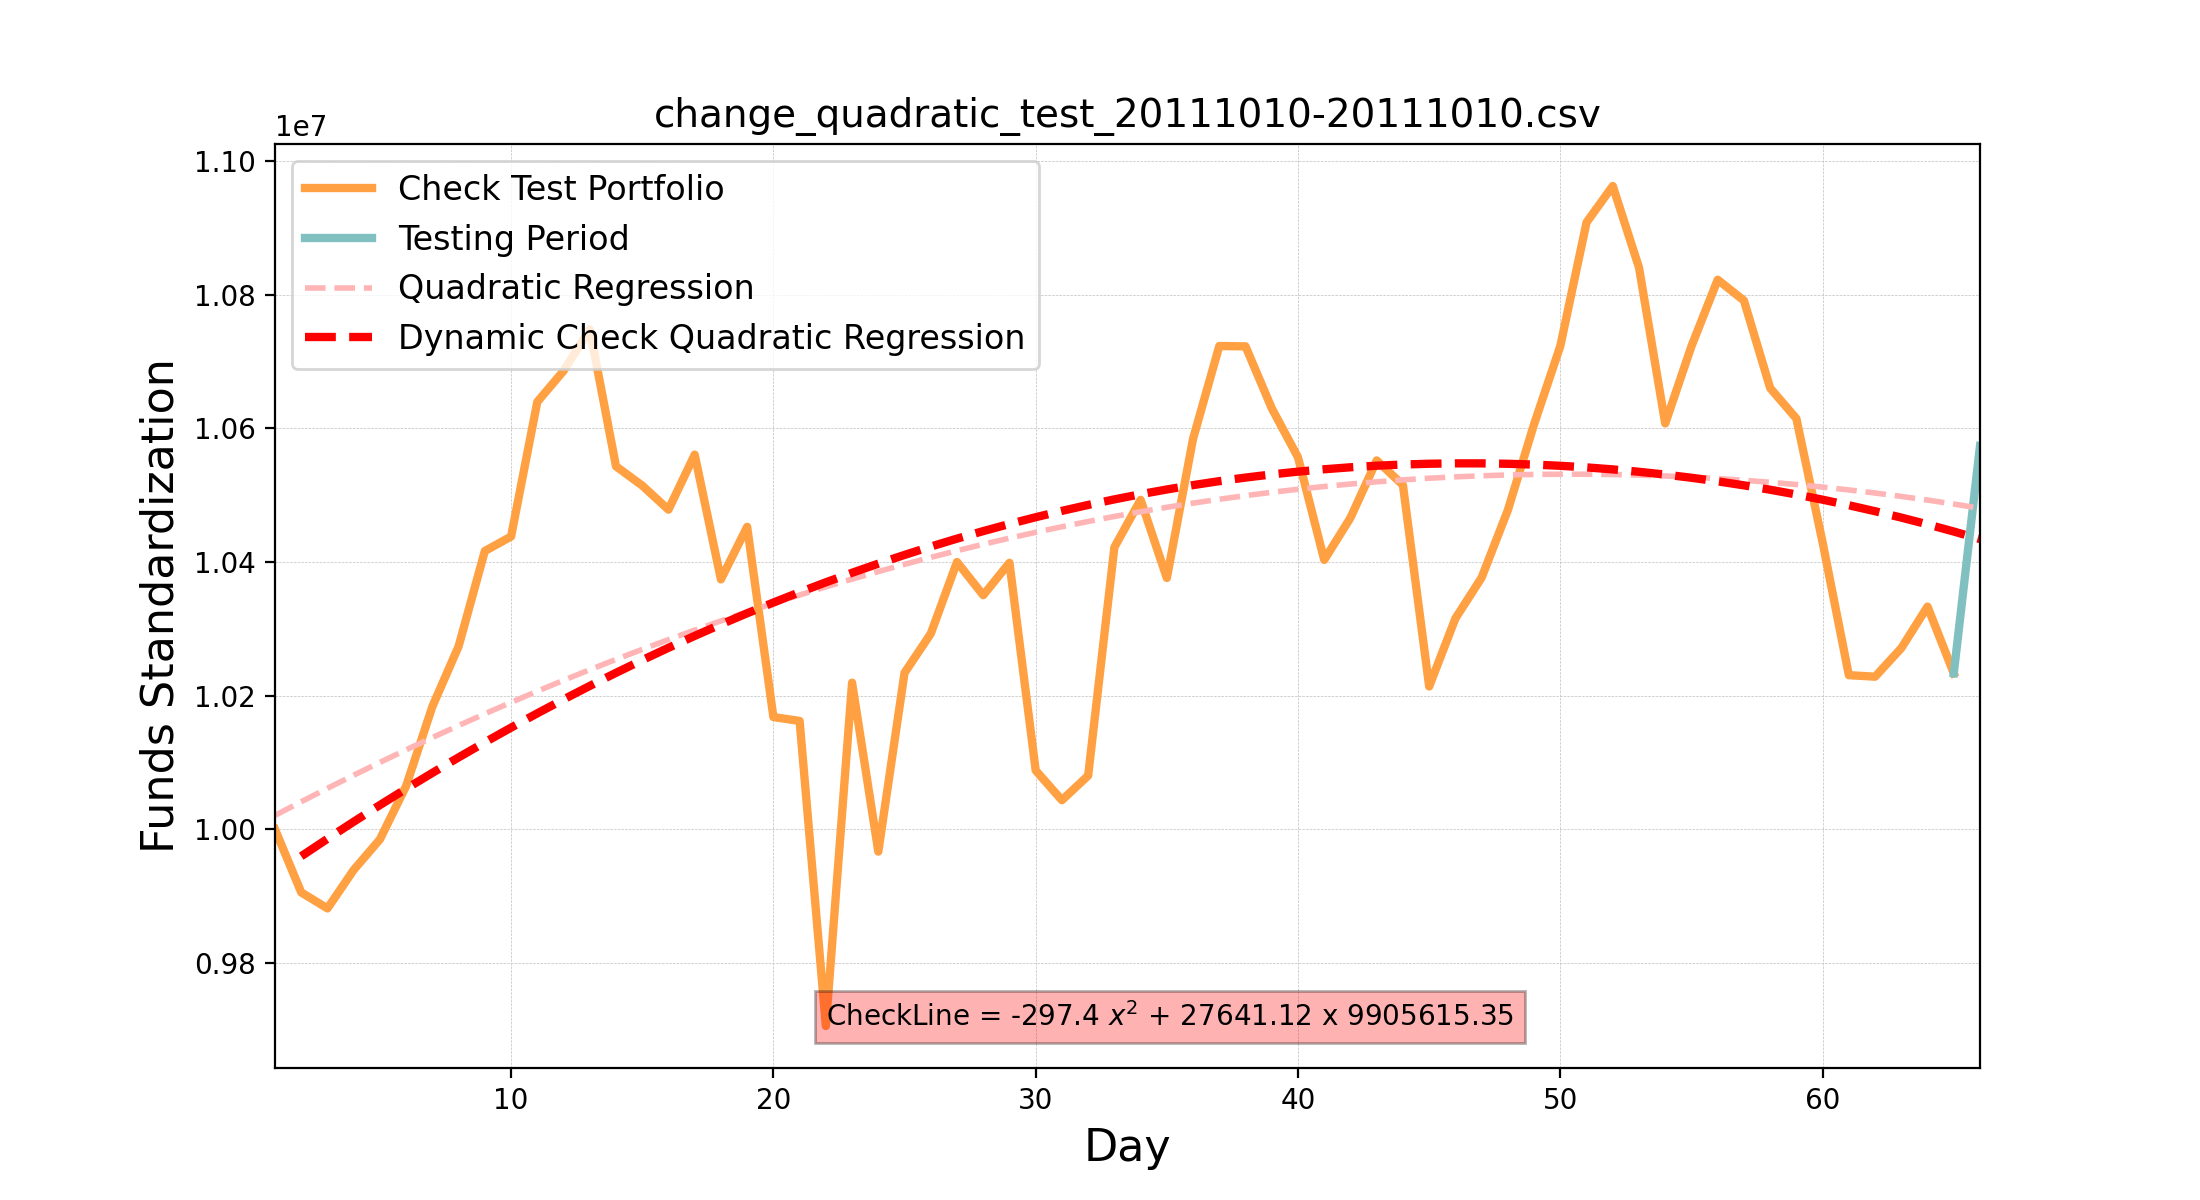 change_quadratic_test_20111010-20111010.csv
1e7
1.10
1.08
1.06
1.04
1.02
1.00
0.98
Funds Standardization
Check Test Portfolio
Testing Period
Quadratic Regression
Dynamic Check Quadratic Regression
CheckLine = -297.4 x² + 27641.12 x 9905615.35
10 20 30 40 50 60
Day